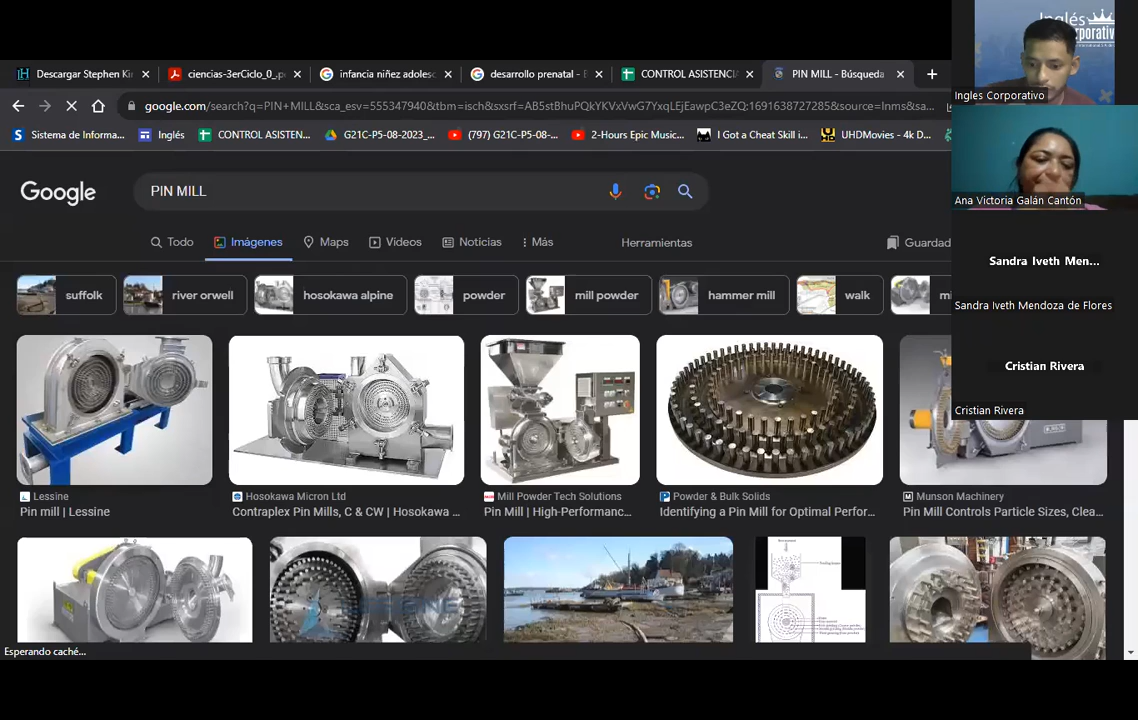 Inglés
Corporativo
Ingles Corporativo
Descargar Stephen Ki
ciencias-3erCiclo_0_.p
infancia niñez adolesc
desarrollo prenatal - B
CONTROL ASISTENCIA
PIN MILL - Búsqueda
google.com/search?q=PIN+MILL&sca_esv=555347940&tbm=isch&sxsrf=AB5stBhuPQkYKVxVwG7YxqLEjEawpC3eZQ:1691638727285&source=lnms&sa...
Sistema de Informa...
Inglés
CONTROL ASISTEN...
G21C-P5-08-2023_...
(797) G21C-P5-08-...
2-Hours Epic Music...
I Got a Cheat Skill i...
UHDMovies - 4k D...
Ana Victoria Galán Cantón
Google
PIN MILL
Todo
Imágenes
Maps
Videos
Noticias
Más
Herramientas
Guardad
Sandra Iveth Men...
Sandra Iveth Mendoza de Flores
suffolk
river orwell
hosokawa alpine
powder
mill powder
hammer mill
walk
mi
Cristian Rivera
Cristian Rivera
Lessine
Pin mill | Lessine
Hosokawa Micron Ltd
Contraplex Pin Mills, C & CW | Hosokawa ...
Mill Powder Tech Solutions
Pin Mill | High-Performanc...
Powder & Bulk Solids
Identifying a Pin Mill for Optimal Perfor...
Munson Machinery
Pin Mill Controls Particle Sizes, Clea...
Esperando caché...